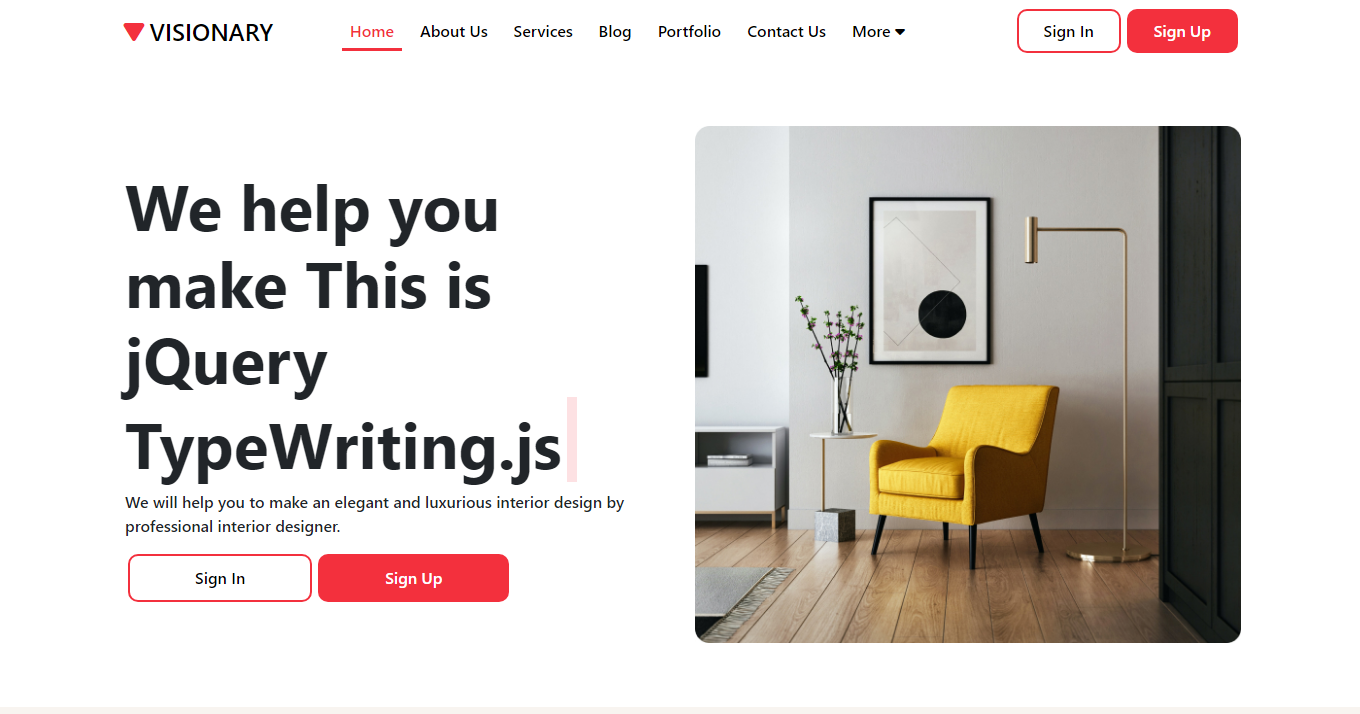 VISIONARY
Home
About Us
Services
Blog
Portfolio
Contact Us
More
Sign In
Sign Up
We help you
make This is
jQuery
TypeWriting.js
We will help you to make an elegant and luxurious interior design by
professional interior designer.
Sign In
Sign Up